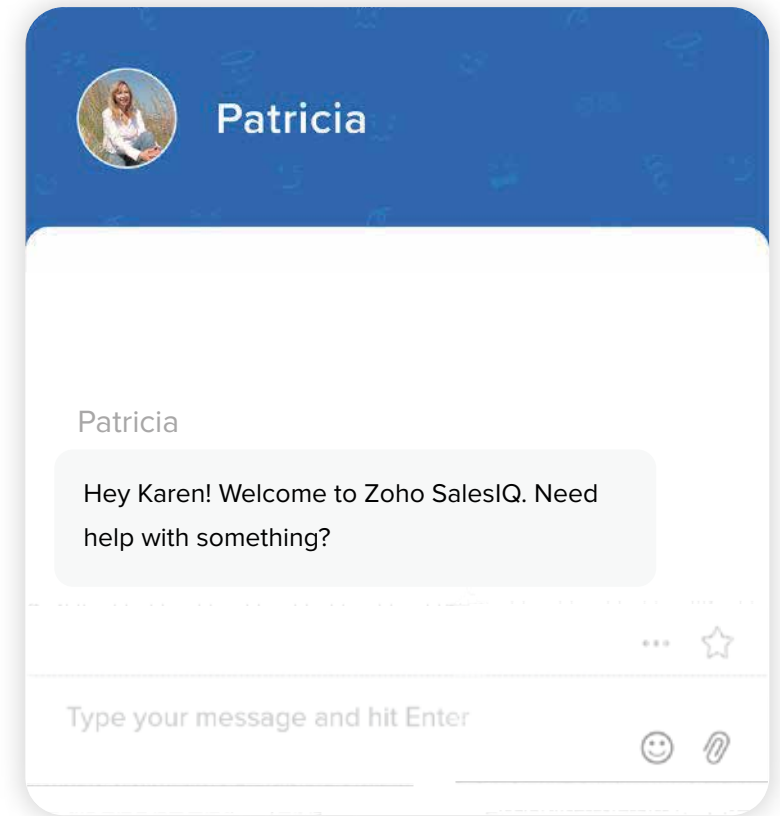 Patricia
Patricia
Hey Karen! Welcome to Zoho SalesIQ. Need
help with something?
Type your message and hit Enter